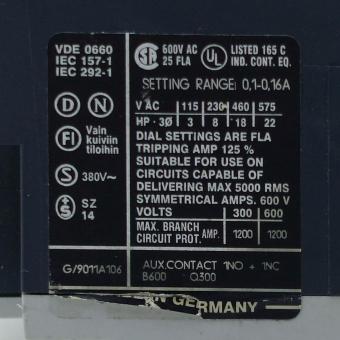 VDE 0660
IEC 157-1
IEC 292-1
SA 600V AC
25 FLA
UL LISTED 165 C
IND. CONT. EQ.
SETTING RANGE: 0,1-0,16A
V AC 115 230 460 575
HP·3Ø 3 8 18 22
DIAL SETTINGS ARE FLA
TRIPPING AMP 125 %
SUITABLE FOR USE ON
CIRCUITS CAPABLE OF
DELIVERING MAX 5000 RMS
SYMMETRICAL AMPS. 600 V
VOLTS 300 600
MAX. BRANCH
CIRCUIT PROT. AMP. 1200 1200
D N
FI Vain
kuiviin
tiloihin
S 380V~
S SZ
14
G/9011A106
AUX.CONTACT 1NO + 1NC
B600 Q300
IN GERMANY